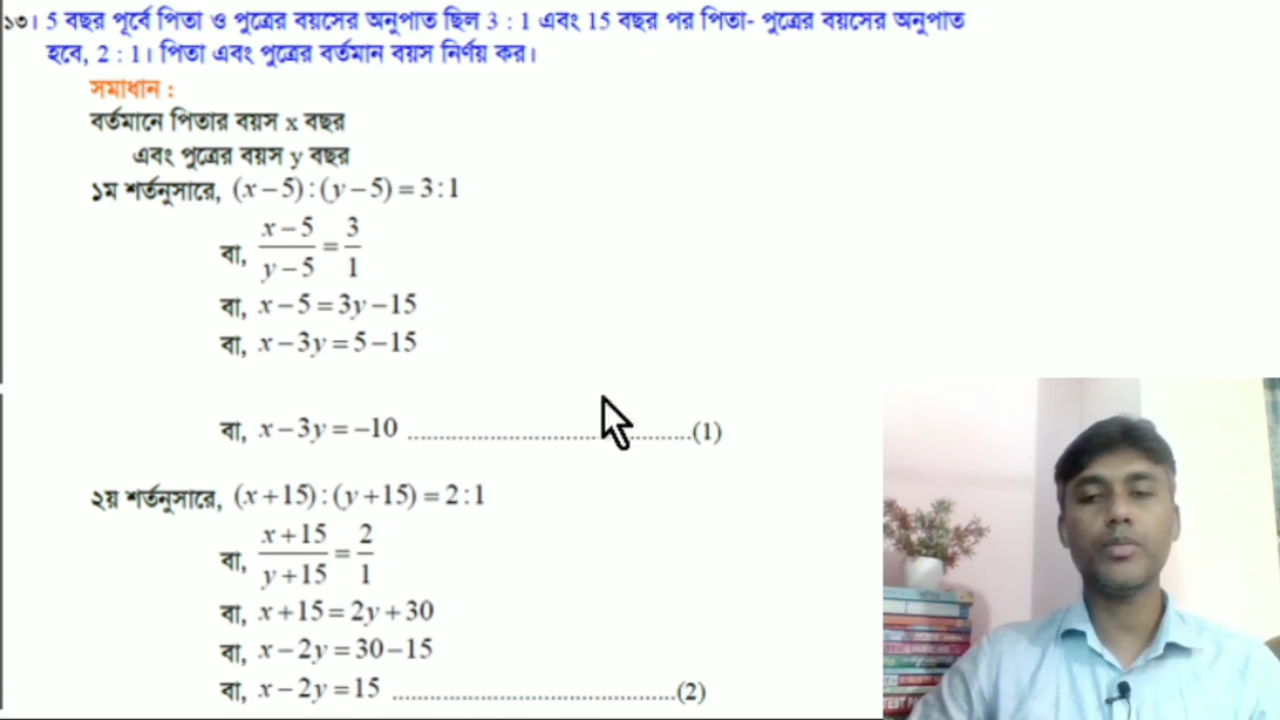 ১৩। 5 বছর পূর্বে পিতা ও পুত্রের বয়সের অনুপাত ছিল 3 : 1 এবং 15 বছর পর পিতা- পুত্রের বয়সের অনুপাত
হবে, 2 : 1। পিতা এবং পুত্রের বর্তমান বয়স নির্ণয় কর।
সমাধান :
বর্তমানে পিতার বয়স x বছর
এবং পুত্রের বয়স y বছর
১ম শর্তনুসারে, (x−5):(y−5)=3:1
বা, (x−5)/(y−5) = 3/1
বা, x−5=3y−15
বা, x−3y=5−15
বা, x−3y=−10 ........................................(1)
২য় শর্তনুসারে, (x+15):(y+15)=2:1
বা, (x+15)/(y+15) = 2/1
বা, x+15=2y+30
বা, x−2y=30−15
বা, x−2y=15 ........................................(2)